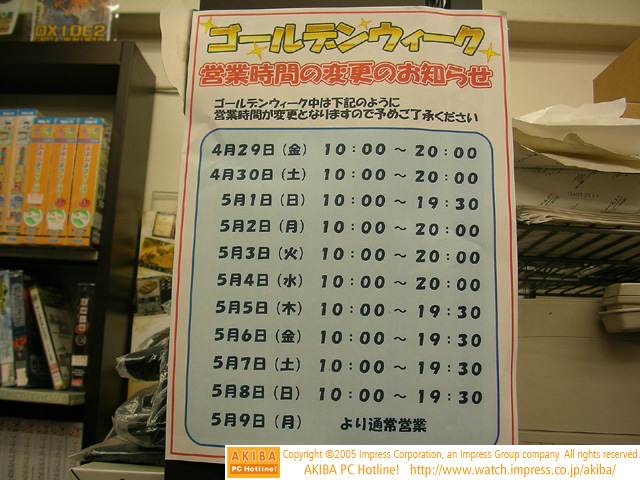 OX1DE2
ゴールデンウィーク
営業時間の変更のお知らせ
ゴールデンウィーク中は下記のように
営業時間が変更となりますので予めご了承ください
4月29日（金） 10:00 ～ 20:00
4月30日（土） 10:00 ～ 20:00
5月1日（日） 10:00 ～ 19:30
5月2日（月） 10:00 ～ 20:00
5月3日（火） 10:00 ～ 20:00
5月4日（水） 10:00 ～ 20:00
5月5日（木） 10:00 ～ 19:30
5月6日（金） 10:00 ～ 19:30
5月7日（土） 10:00 ～ 19:30
5月8日（日） 10:00 ～ 19:30
5月9日（月） より通常営業
AKIBA PC Hotline!
Copyright ©2005 Impress Corporation, an Impress Group company. All rights reserved.
AKIBA PC Hotline! http://www.watch.impress.co.jp/akiba/